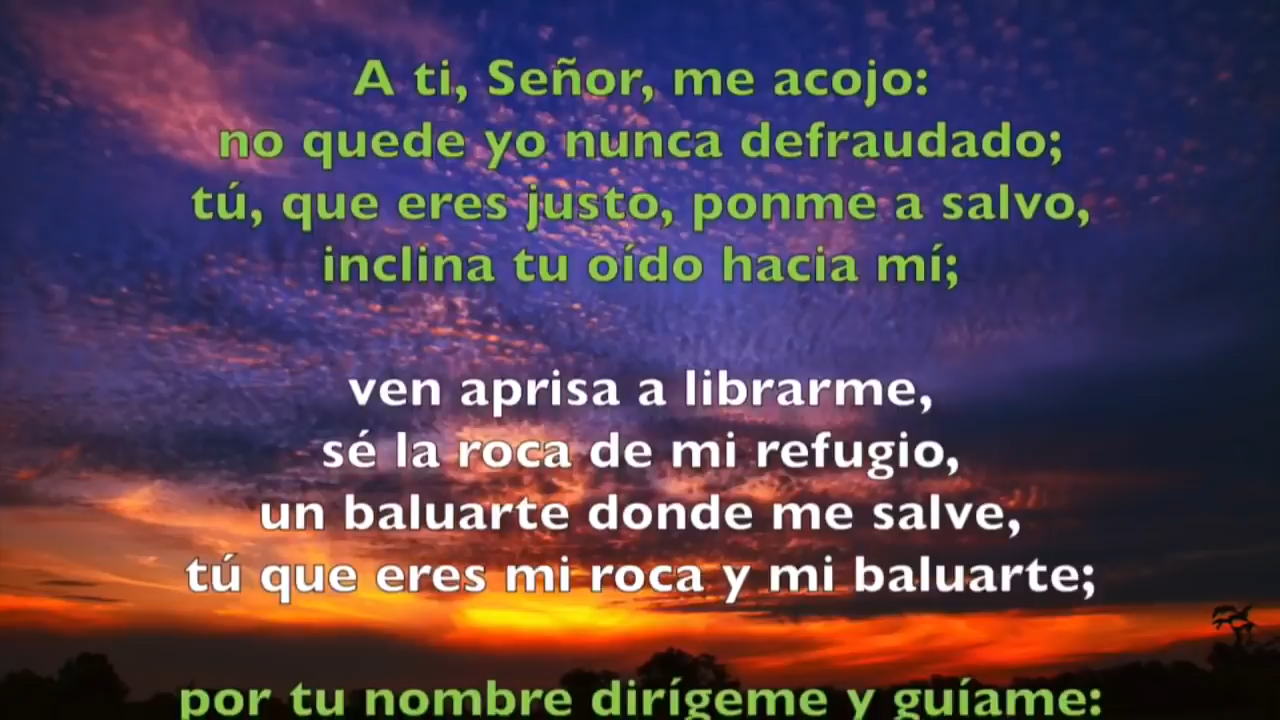 A ti, Señor, me acojo:
no quede yo nunca defraudado;
tú, que eres justo, ponme a salvo,
inclina tu oído hacia mí;
ven aprisa a librarme,
sé la roca de mi refugio,
un baluarte donde me salve,
tú que eres mi roca y mi baluarte;
por tu nombre dirígeme y guíame: